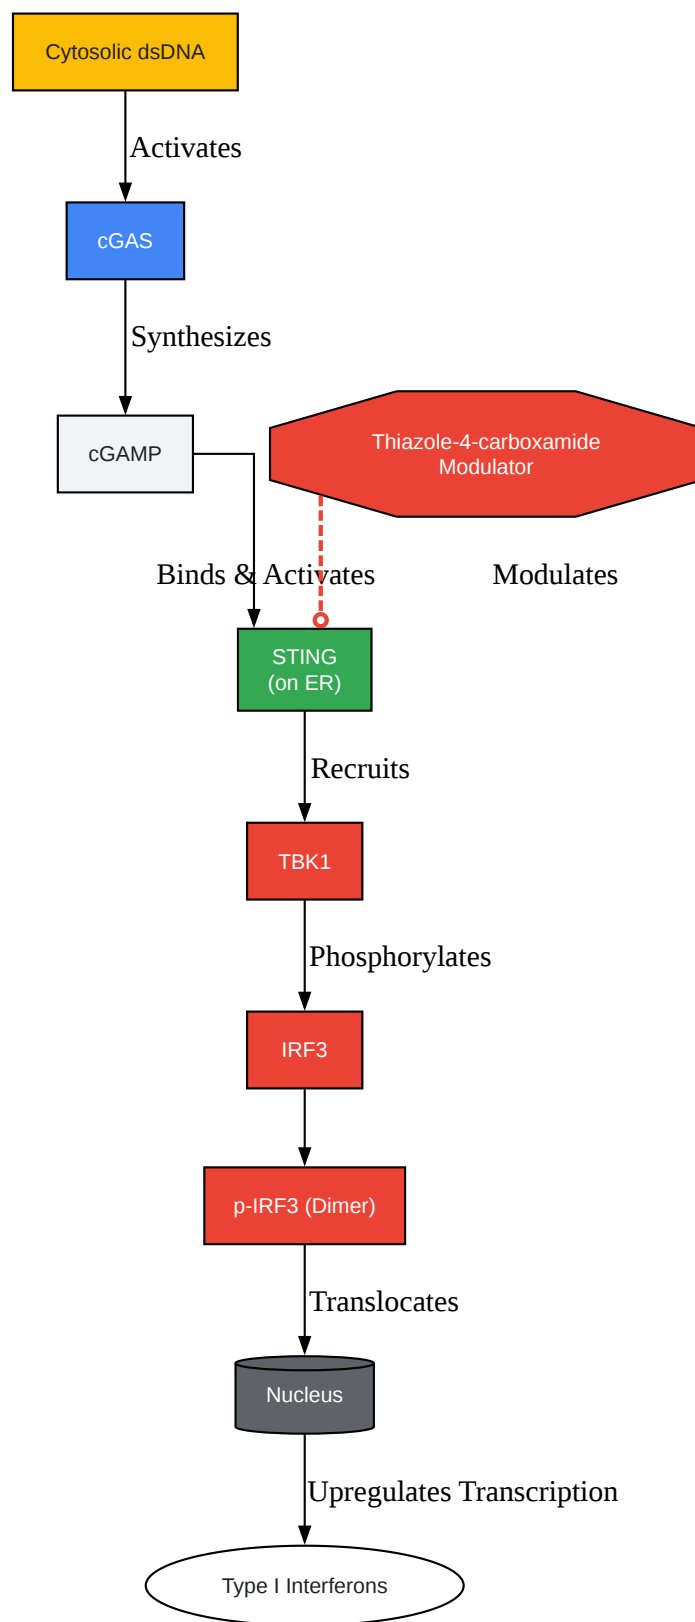 Cytosolic dsDNA
Activates
cGAS
Synthesizes
cGAMP
Thiazole-4-carboxamide
Modulator
Binds & Activates
Modulates
STING
(on ER)
Recruits
TBK1
Phosphorylates
IRF3
p-IRF3 (Dimer)
Translocates
Nucleus
Upregulates Transcription
Type I Interferons